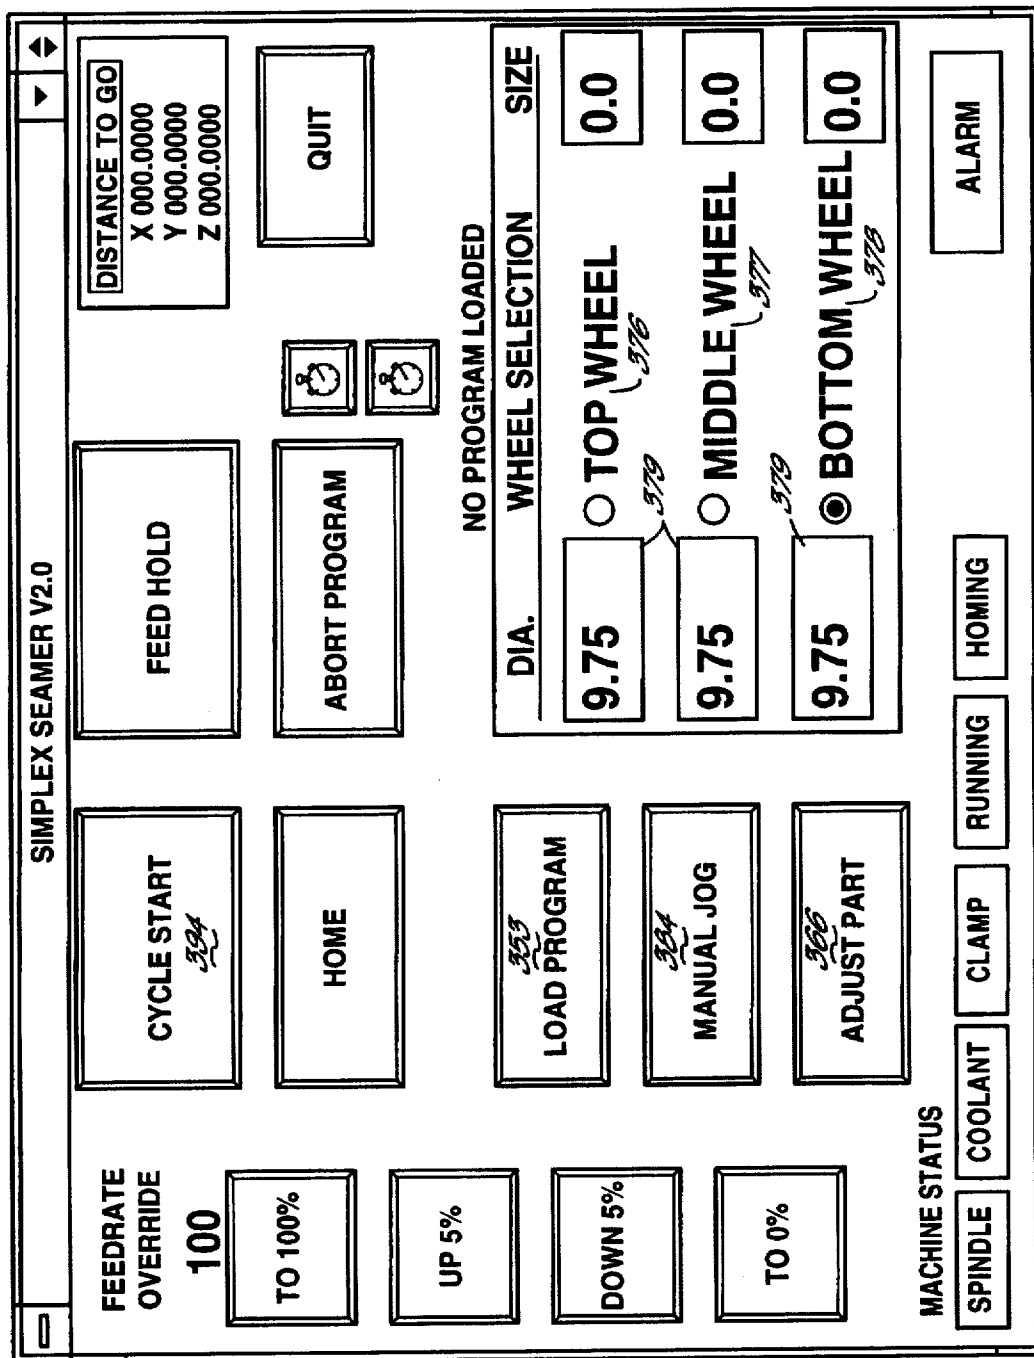 SIMPLEX SEAMER V2.0
FEEDRATE
OVERRIDE
100
TO 100%
UP 5%
DOWN 5%
TO 0%
CYCLE START
394
HOME
353
LOAD PROGRAM
384
MANUAL JOG
366
ADJUST PART
FEED HOLD
ABORT PROGRAM
DISTANCE TO GO
X 000.0000
Y 000.0000
Z 000.0000
QUIT
NO PROGRAM LOADED
DIA. WHEEL SELECTION SIZE
9.75 TOP WHEEL 0.0
376
379
9.75 MIDDLE WHEEL 0.0
377
379
9.75 BOTTOM WHEEL 0.0
378
MACHINE STATUS
SPINDLE COOLANT CLAMP RUNNING HOMING ALARM